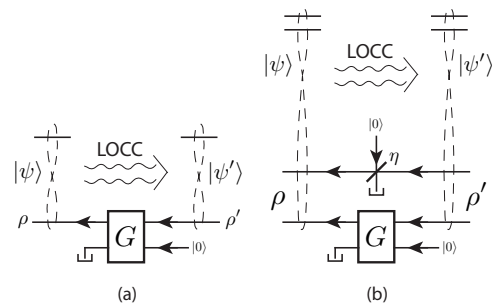 |ψ⟩ LOCC |ψ'⟩
ρ G ρ'
|0⟩
(a)
|ψ⟩ LOCC |ψ'⟩
|0⟩
η
ρ ρ'
G
|0⟩
(b)